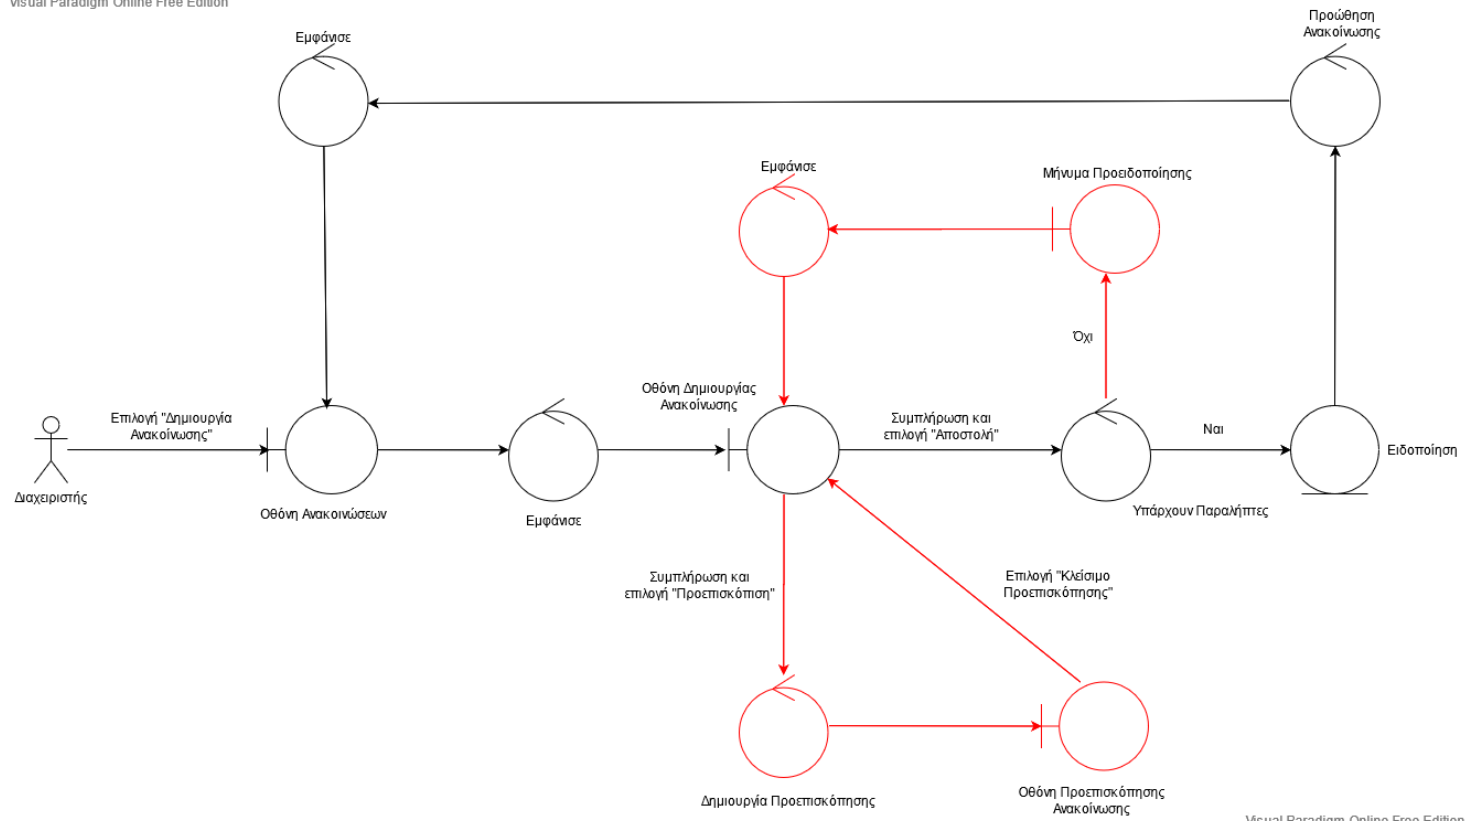 Visual Paradigm Online Free Edition
Προώθηση
Ανακοίνωσης
Εμφάνισε
Εμφάνισε
Μήνυμα Προειδοποίησης
Όχι
Οθόνη Δημιουργίας
Ανακοίνωσης
Επιλογή "Δημιουργία
Ανακοίνωσης"
Συμπλήρωση και
επιλογή "Αποστολή"
Ναι
Ειδοποίηση
Διαχειριστής
Οθόνη Ανακοινώσεων
Εμφάνισε
Υπάρχουν Παραλήπτες
Συμπλήρωση και
επιλογή "Προεπισκόπιση"
Επιλογή "Κλείσιμο
Προεπισκόπησης"
Δημιουργία Προεπισκόπησης
Οθόνη Προεπισκόπησης
Ανακοίνωσης
Visual Paradigm Online Free Edition